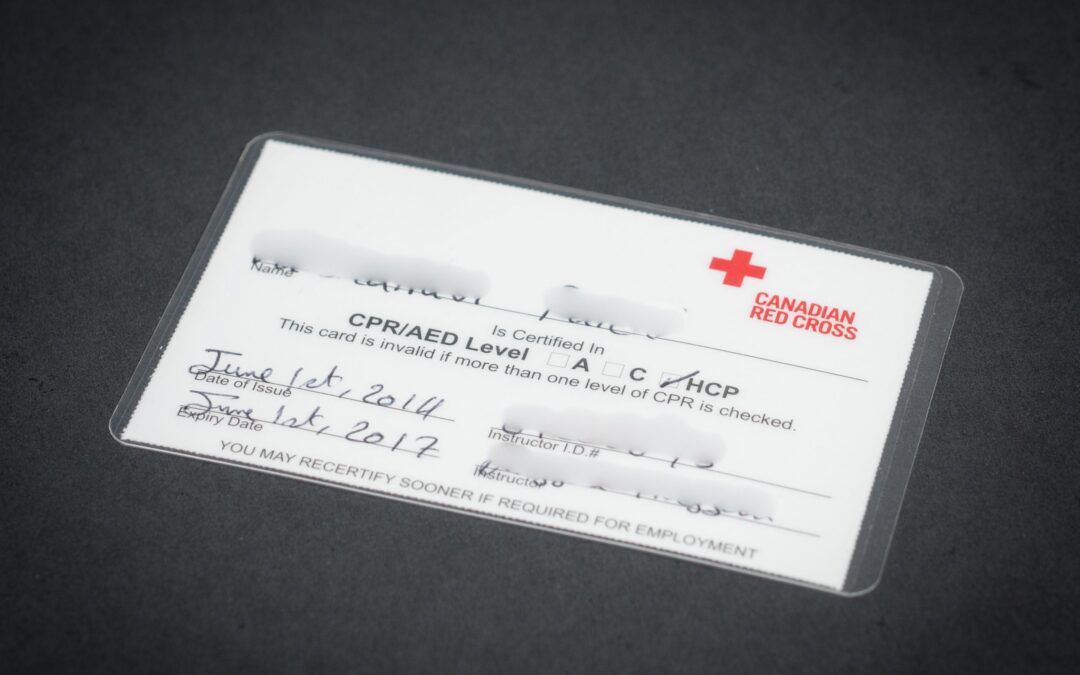 CANADIAN
RED CROSS
Name
Is Certified In
CPR/AED Level A C HCP
This card is invalid if more than one level of CPR is checked.
June 1st, 2014
Date of Issue
June 1st, 2017
Expiry Date
Instructor I.D.#
Instructor
YOU MAY RECERTIFY SOONER IF REQUIRED FOR EMPLOYMENT